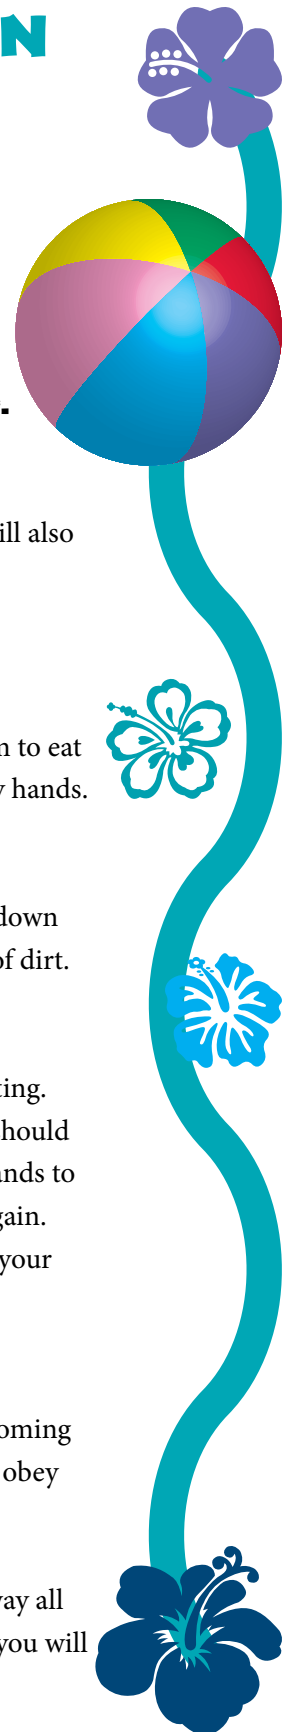 N
.
ill also
n to eat
y hands.
down
of dirt.
ting.
hould
nds to
gain.
your
oming
obey
vay all
you will